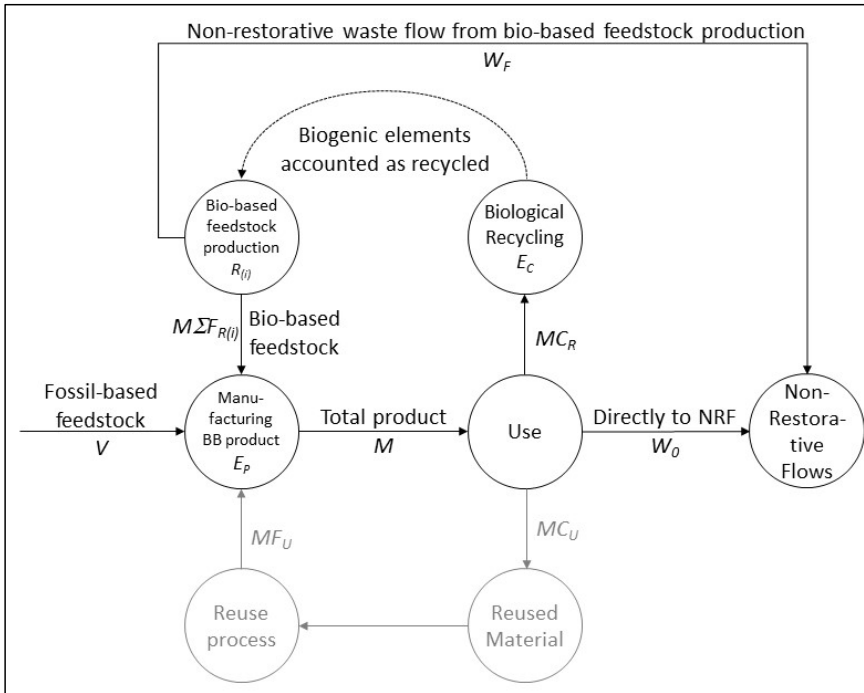 Non-restorative waste flow from bio-based feedstock production
W_F
Biogenic elements
accounted as recycled
Bio-based
feedstock
production
R_(i)
Biological
Recycling
E_C
MΣF_R(i)
Bio-based
feedstock
MC_R
Fossil-based
feedstock
V
Manu-
facturing
BB product
E_P
Total product
M
Use
Directly to NRF
W_0
Non-
Restora-
tive
Flows
MF_U
MC_U
Reuse
process
Reused
Material